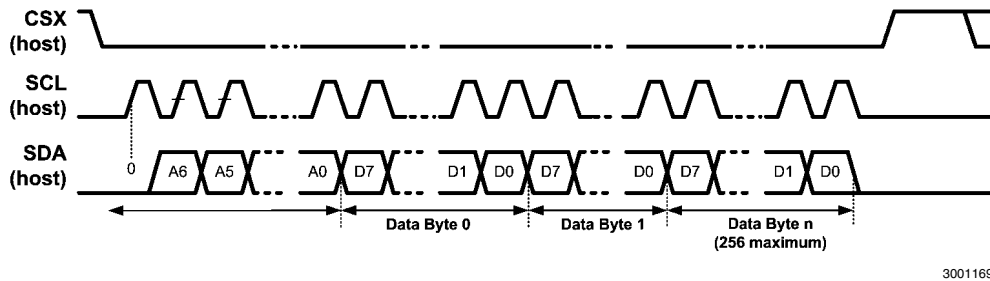 CSX
(host)
SCL
(host)
SDA
(host)
0 A6 A5 A0 D7 D1 D0 D7 D0 D7 D1 D0
Data Byte 0 Data Byte 1 Data Byte n
(256 maximum)
3001169